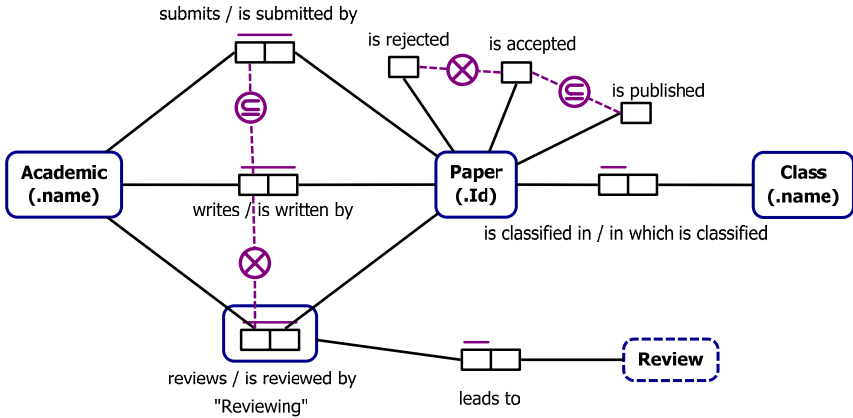 submits / is submitted by
is rejected
is accepted
is published
Academic
(.name)
Paper
(.Id)
Class
(.name)
writes / is written by
is classified in / in which is classified
reviews / is reviewed by
"Reviewing"
leads to
Review